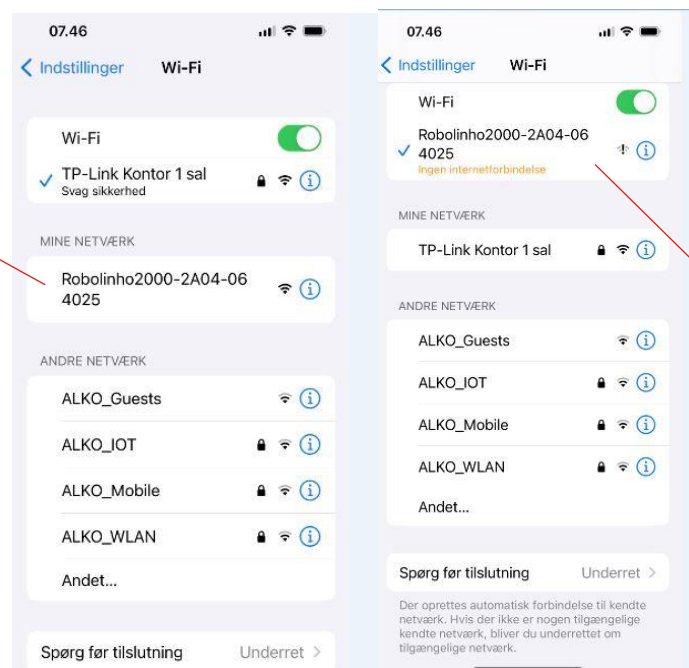 07.46
Indstillinger
Wi-Fi
Wi-Fi
TP-Link Kontor 1 sal
Svag sikkerhed
MINE NETVÆRK
Robolinho2000-2A04-06
4025
ANDRE NETVÆRK
ALKO_Guests
ALKO_IOT
ALKO_Mobile
ALKO_WLAN
Andet...
Spørg før tilslutning
Underret
07.46
Indstillinger
Wi-Fi
Wi-Fi
Robolinho2000-2A04-06
4025
Ingen internetforbindelse
MINE NETVÆRK
TP-Link Kontor 1 sal
ANDRE NETVÆRK
ALKO_Guests
ALKO_IOT
ALKO_Mobile
ALKO_WLAN
Andet...
Spørg før tilslutning
Underret
Der oprettes automatisk forbindelse til kendte
netværk. Hvis der ikke er nogen tilgængelige
kendte netværk, bliver du underrettet om
tilgængelige netværk.